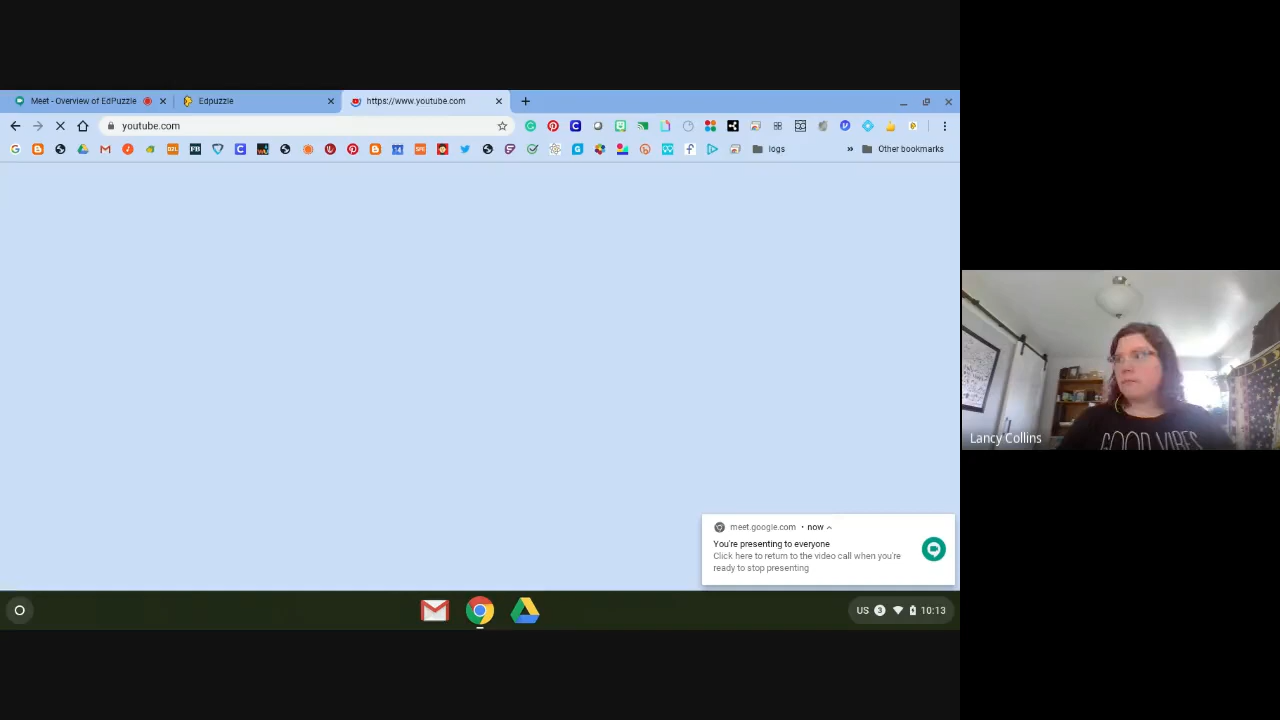 Meet - Overview of EdPuzzle
Edpuzzle
https://www.youtube.com
youtube.com
logs
»
Other bookmarks
meet.google.com • now
You're presenting to everyone
Click here to return to the video call when you're
ready to stop presenting
US 3 10:13
Lancy Collins
GOOD VIBES